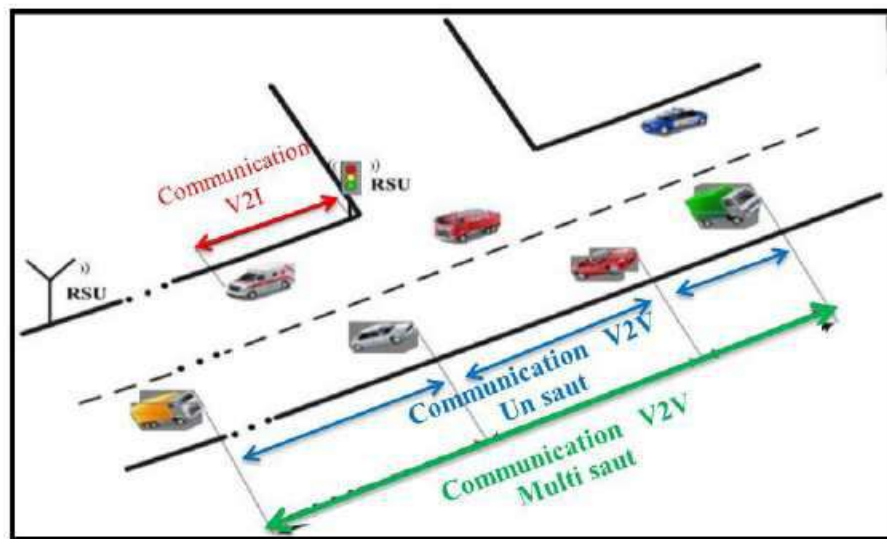 Communication
V2I
RSU
RSU
Communication V2V
Un saut
Communication V2V
Multi saut